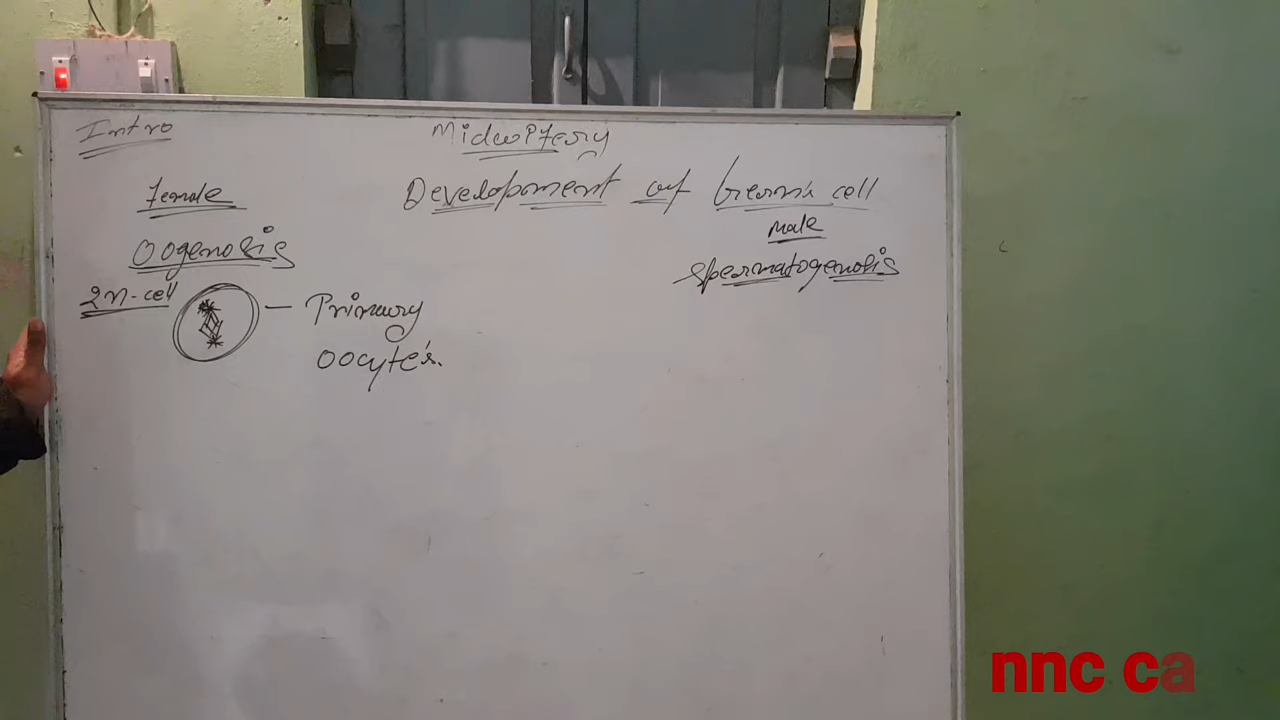 Intro
Midwifery
Development of Germ cell
female
male
Oogenesis
spermatogenesis
2n-cell
Primary
oocytes.
nnc ca